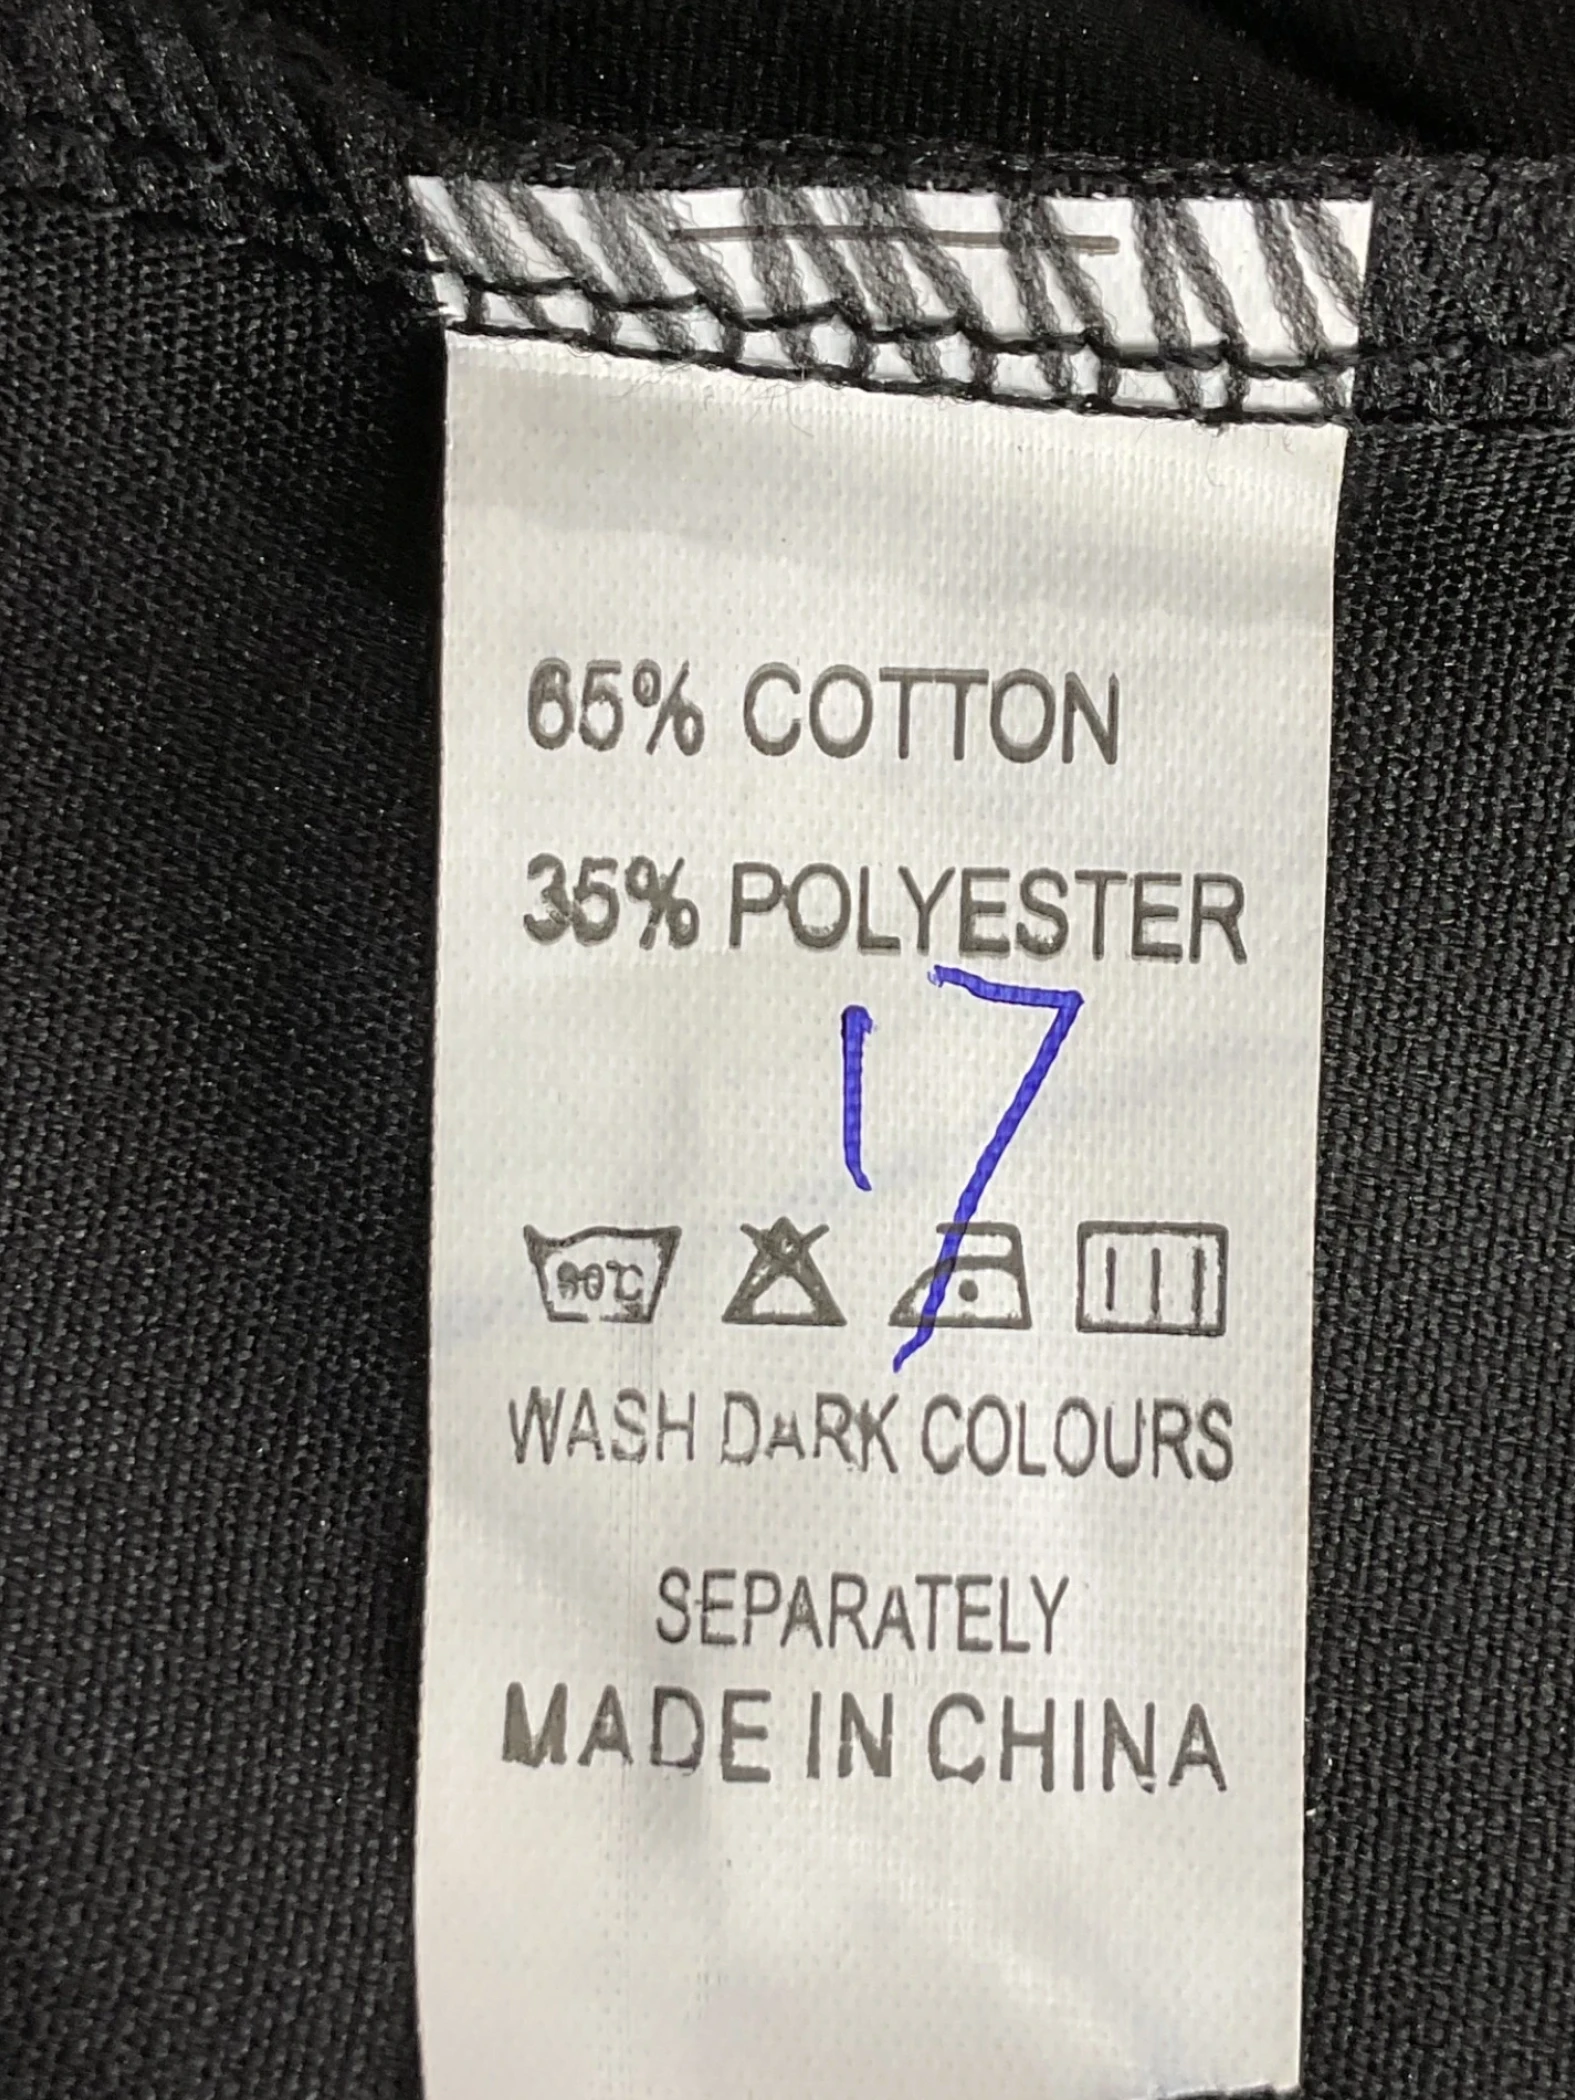 65% COTTON
35% POLYESTER
17
WASH DARK COLOURS
SEPARATELY
MADE IN CHINA